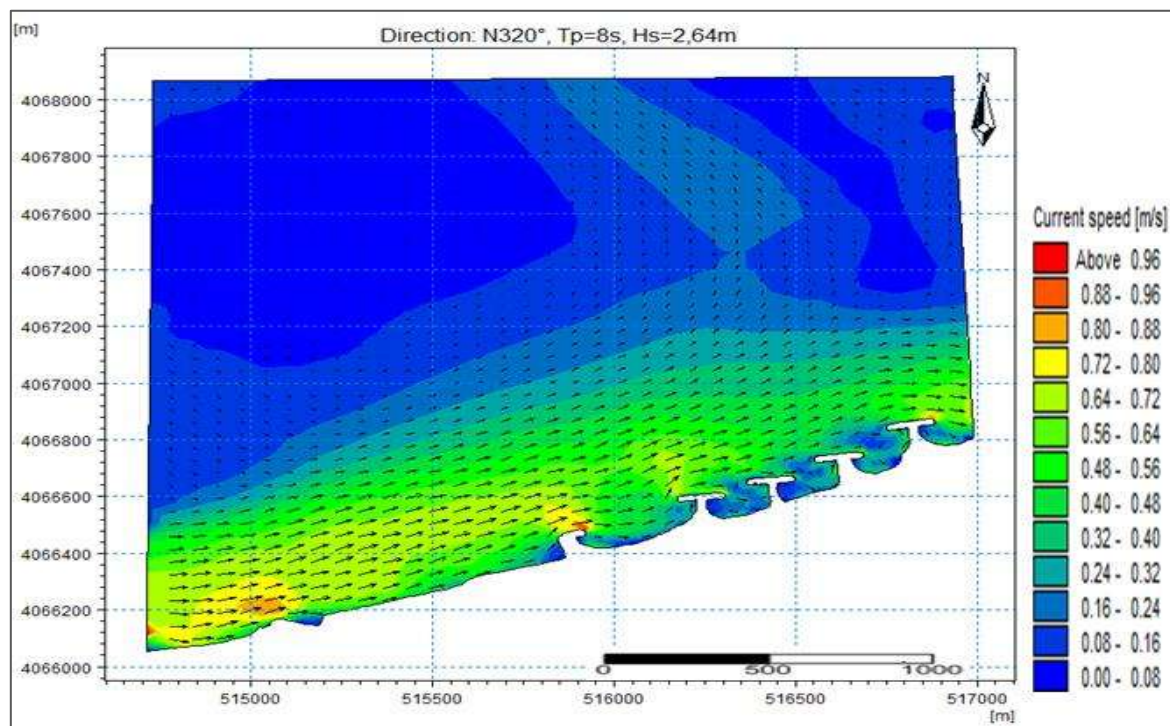 Direction: N320°, Tp=8s, Hs=2,64m
[m]
N
4068000
4067800
4067600
4067400
4067200
4067000
4066800
4066600
4066400
4066200
4066000
515000 515500 516000 516500 517000
[m]
0 500 1000
Current speed [m/s]
Above 0.96
0.88 - 0.96
0.80 - 0.88
0.72 - 0.80
0.64 - 0.72
0.56 - 0.64
0.48 - 0.56
0.40 - 0.48
0.32 - 0.40
0.24 - 0.32
0.16 - 0.24
0.08 - 0.16
0.00 - 0.08